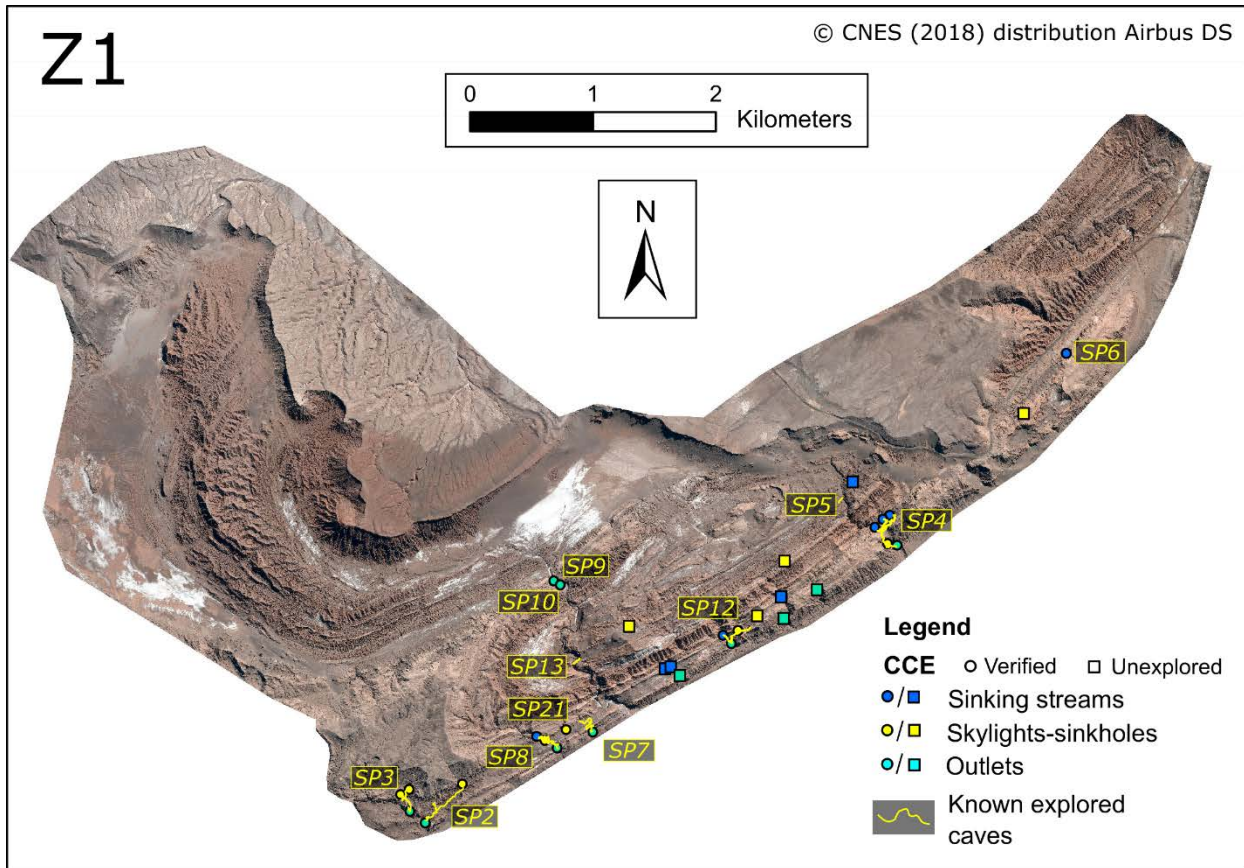 Z1
© CNES (2018) distribution Airbus DS
0 1 2
Kilometers
N
SP6
SP5
SP4
SP9
SP10
SP12
SP13
SP21
SP8
SP7
SP3
SP2
Legend
CCE Verified Unexplored
/ Sinking streams
/ Skylights-sinkholes
/ Outlets
Known explored
caves